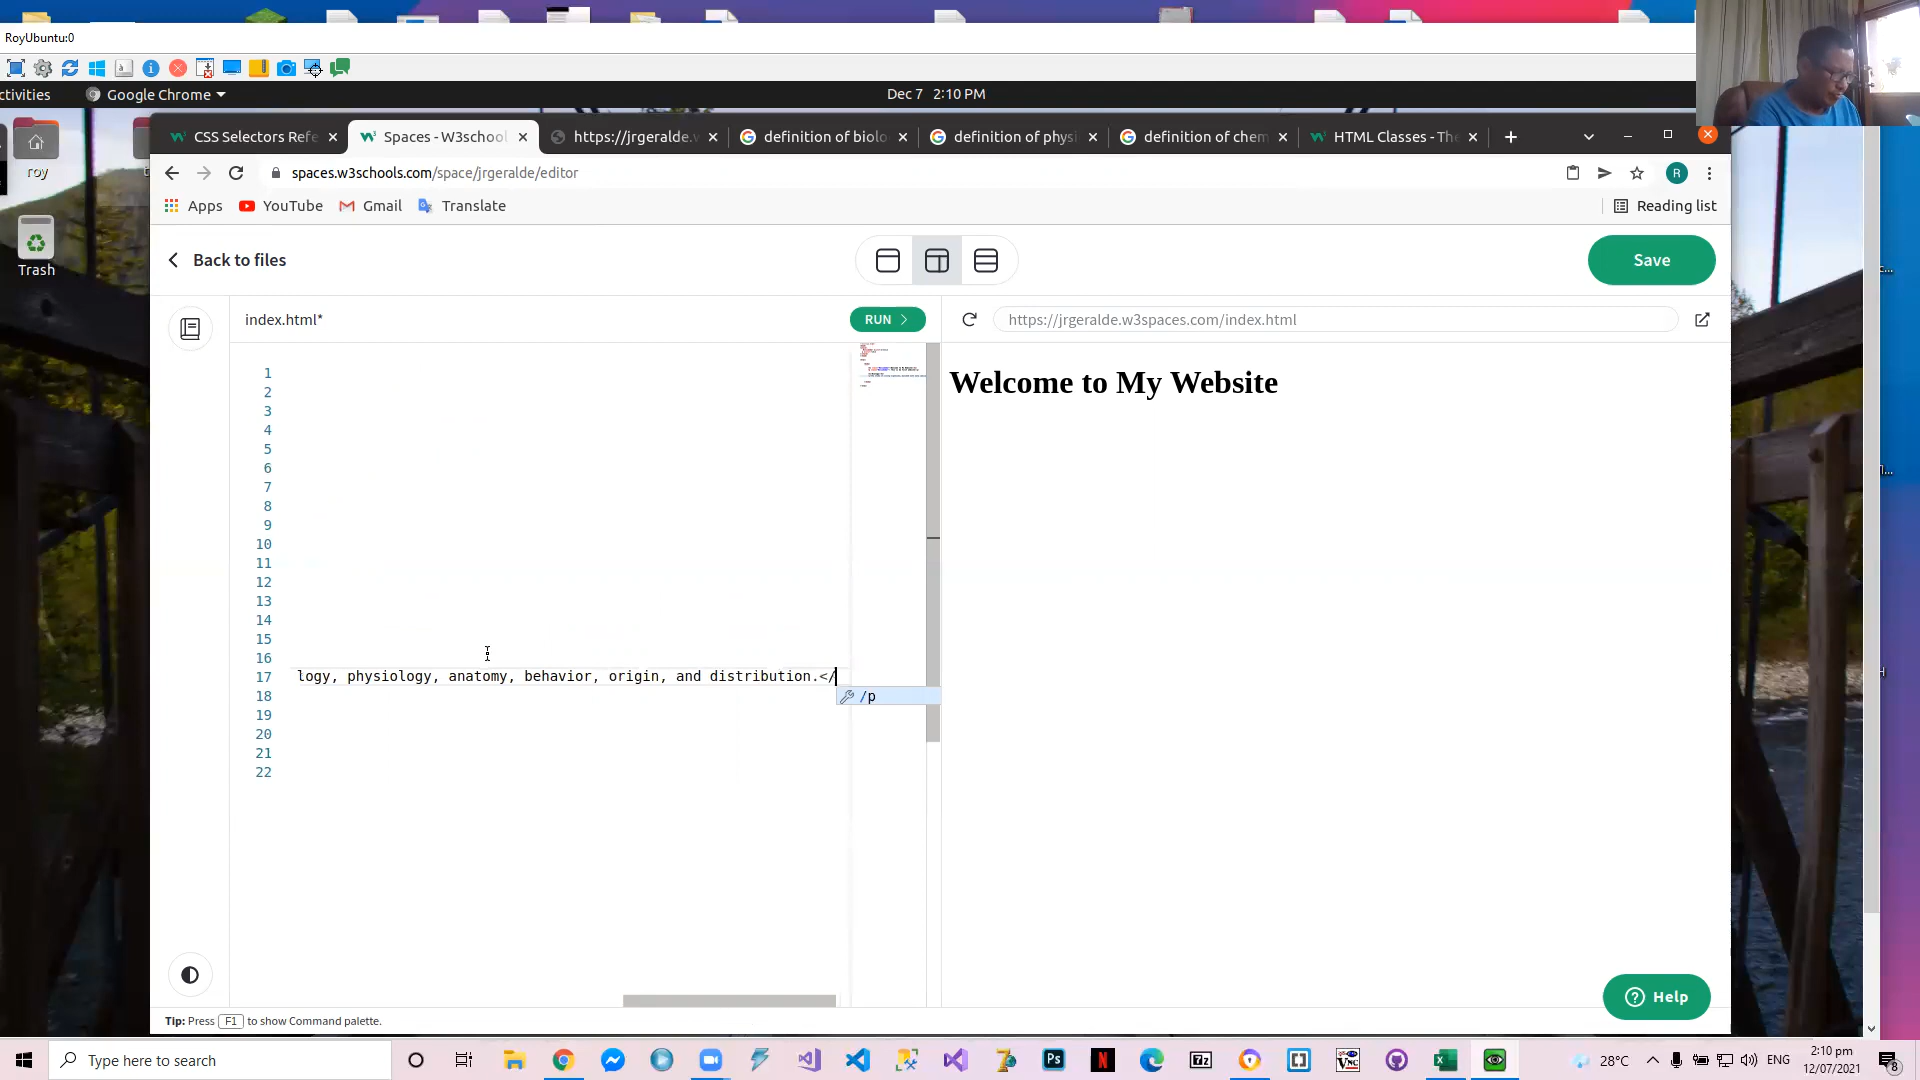 RoyUbuntu:0
ctivities
Google Chrome
Dec 7 2:10 PM
roy
Trash
CSS Selectors Refe
Spaces - W3school
https://jrgeralde.w
definition of biolo
definition of physi
definition of chem
HTML Classes - The
spaces.w3schools.com/space/jrgeralde/editor
R
Apps
YouTube
Gmail
Translate
Reading list
Back to files
Save
index.html*
RUN
https://jrgeralde.w3spaces.com/index.html
Welcome to My Website
1
2
3
4
5
6
7
8
9
10
11
12
13
14
15
16
17 logy, physiology, anatomy, behavior, origin, and distribution.</
/p
18
19
20
21
22
Help
Tip: Press F1 to show Command palette.
Type here to search
28°C
ENG
2:10 pm
12/07/2021
8